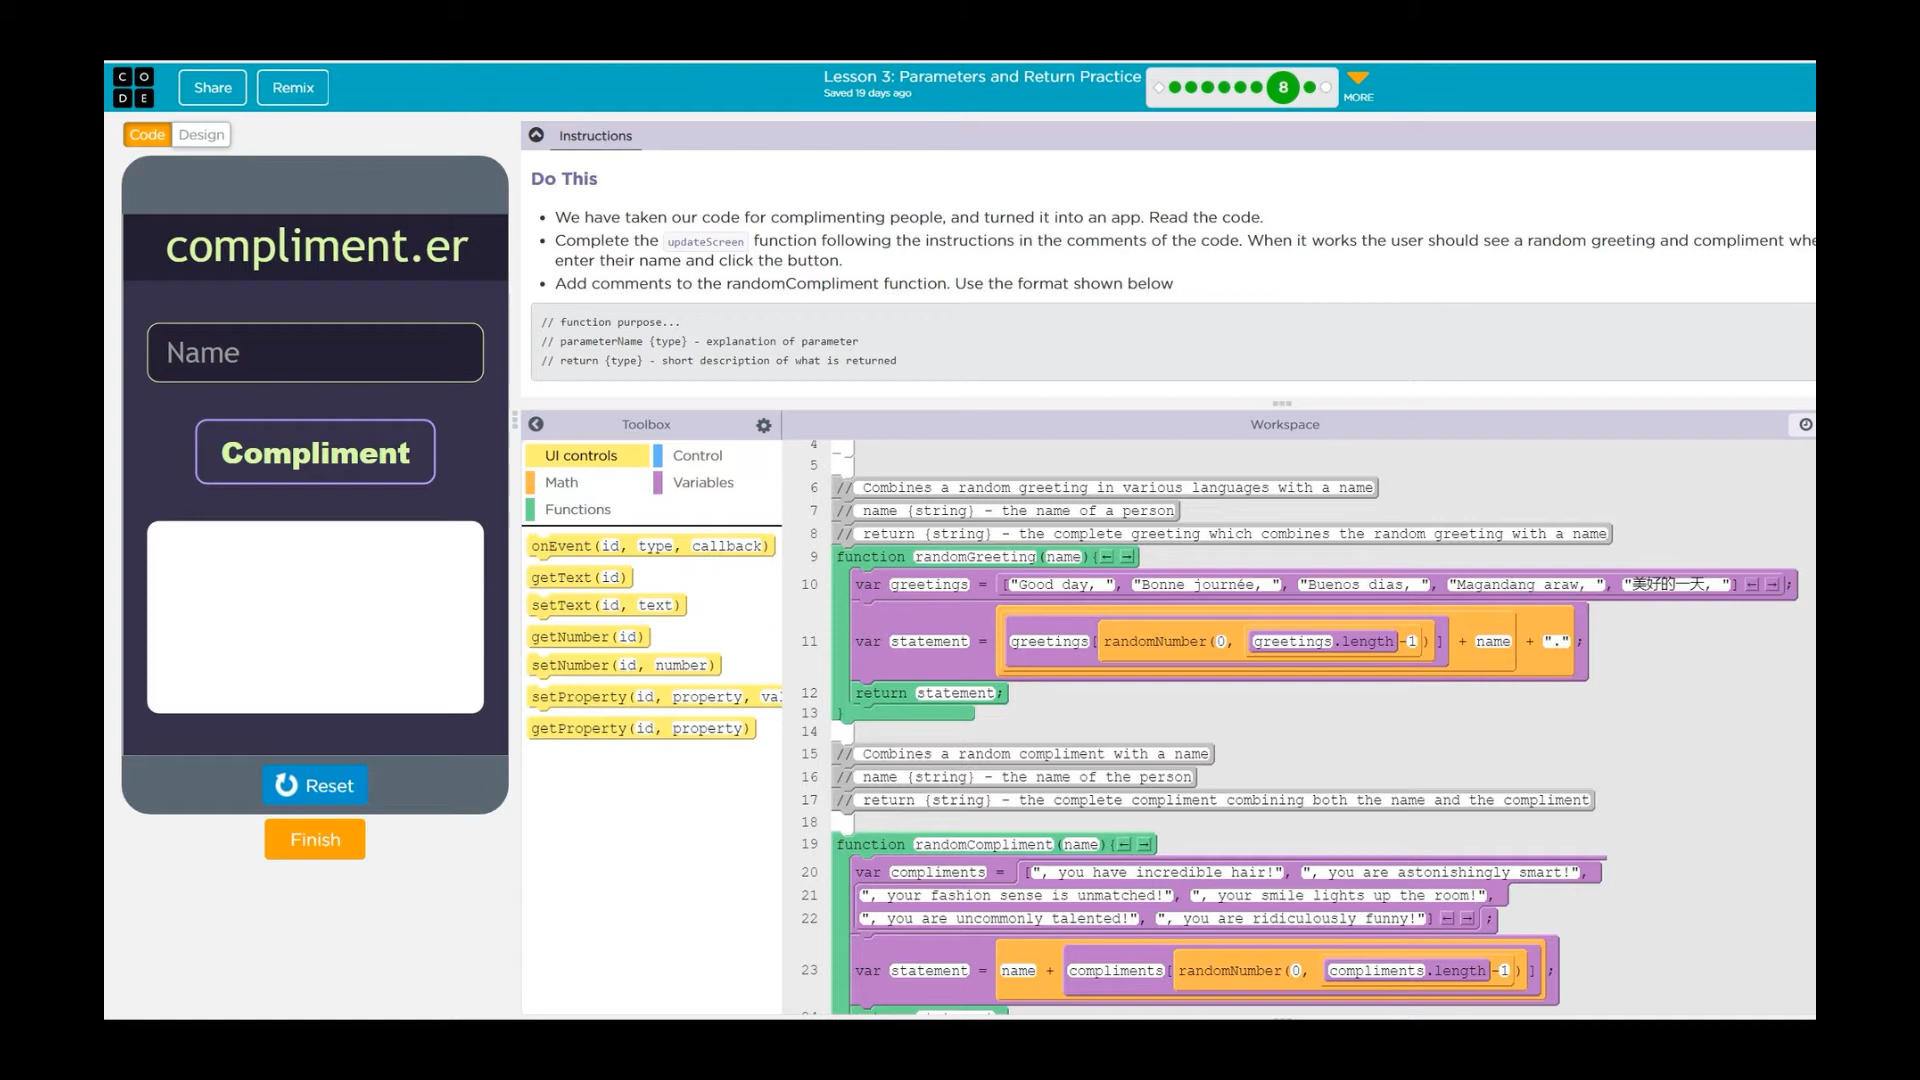 CODE
Share
Remix
Lesson 3: Parameters and Return Practice
Saved 19 days ago
8
MORE
Code
Design
Instructions
Do This
We have taken our code for complimenting people, and turned it into an app. Read the code.
Complete the updateScreen function following the instructions in the comments of the code. When it works the user should see a random greeting and compliment
enter their name and click the button.
Add comments to the randomCompliment function. Use the format shown below
// function purpose...
// parameterName {type} - explanation of parameter
// return {type} - short description of what is returned
compliment.er
Name
Compliment
Reset
Finish
Toolbox
UI controls
Control
Math
Variables
Functions
onEvent(id, type, callback)
getText(id)
setText(id, text)
getNumber(id)
setNumber(id, number)
setProperty(id, property,
getProperty(id, property)
Workspace
4
5
6 // Combines a random greeting in various languages with a name
7 // name {string} - the name of a person
8 // return {string} - the complete greeting which combines the random greeting with a name
9 function randomGreeting(name){
10 var greetings = ["Good day, ", "Bonne journée, ", "Buenos dias, ", "Magandang araw, ", "美好的一天, "];
11 var statement = greetings[randomNumber(0, greetings.length-1)] + name + ".";
12 return statement;
13 }
14
15 // Combines a random compliment with a name
16 // name {string} - the name of the person
17 // return {string} - the complete compliment combining both the name and the compliment
18
19 function randomCompliment(name){
20 var compliments = [", you have incredible hair!", ", you are astonishingly smart!",
21 ", your fashion sense is unmatched!", ", your smile lights up the room!",
22 ", you are uncommonly talented!", ", you are ridiculously funny!"];
23 var statement = name + compliments[randomNumber(0, compliments.length-1)];